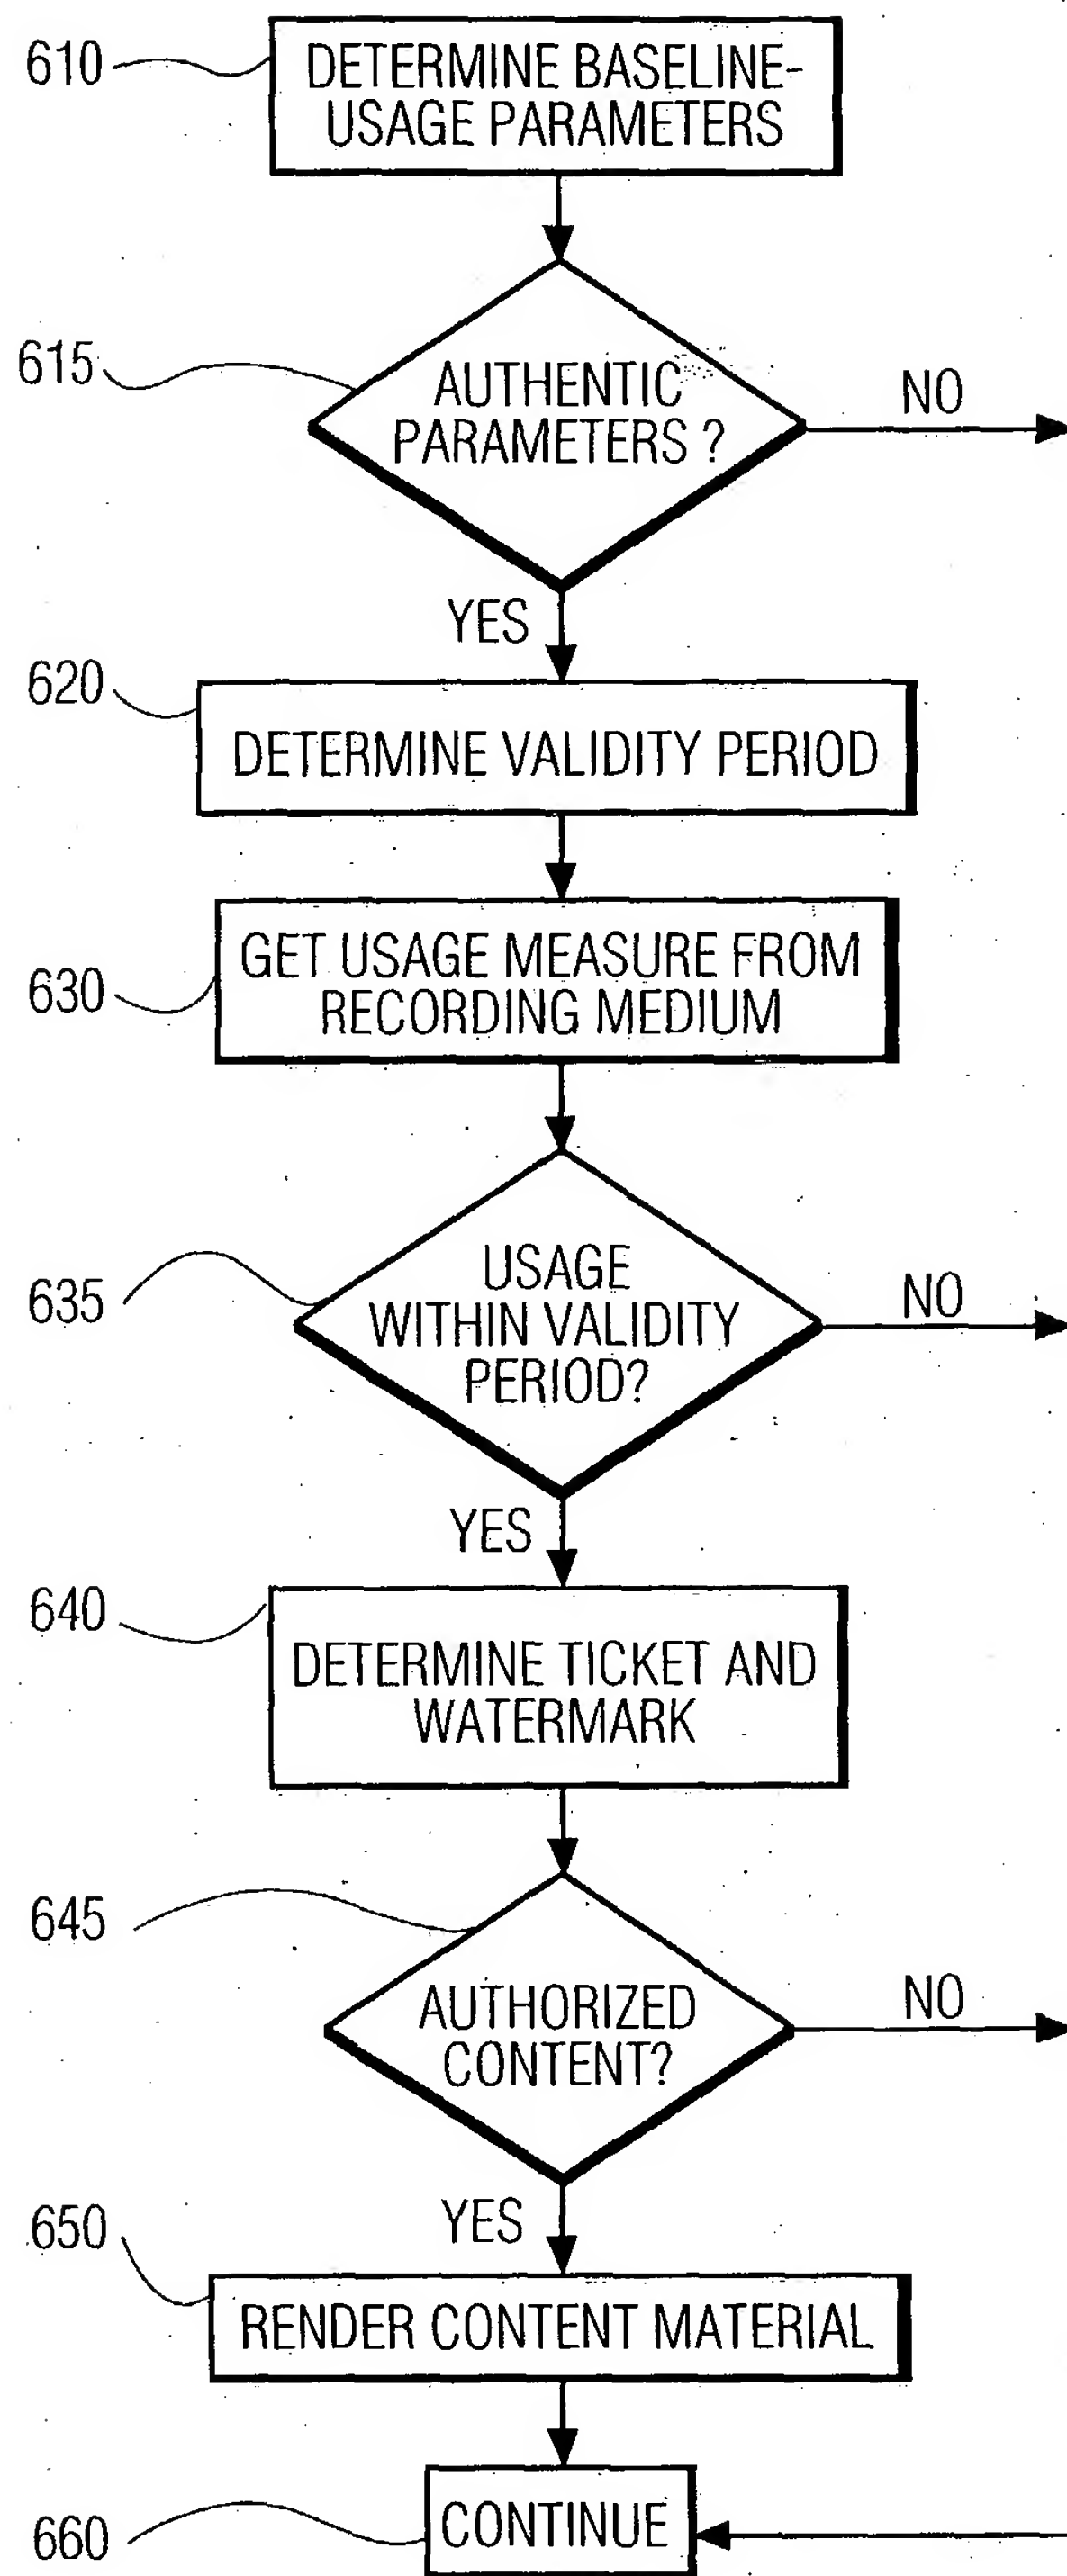 610
DETERMINE BASELINE-
USAGE PARAMETERS
615
AUTHENTIC
PARAMETERS ?
NO
YES
620
DETERMINE VALIDITY PERIOD
630
GET USAGE MEASURE FROM
RECORDING MEDIUM
635
USAGE
WITHIN VALIDITY
PERIOD?
NO
YES
640
DETERMINE TICKET AND
WATERMARK
645
AUTHORIZED
CONTENT?
NO
YES
650
RENDER CONTENT MATERIAL
660
CONTINUE